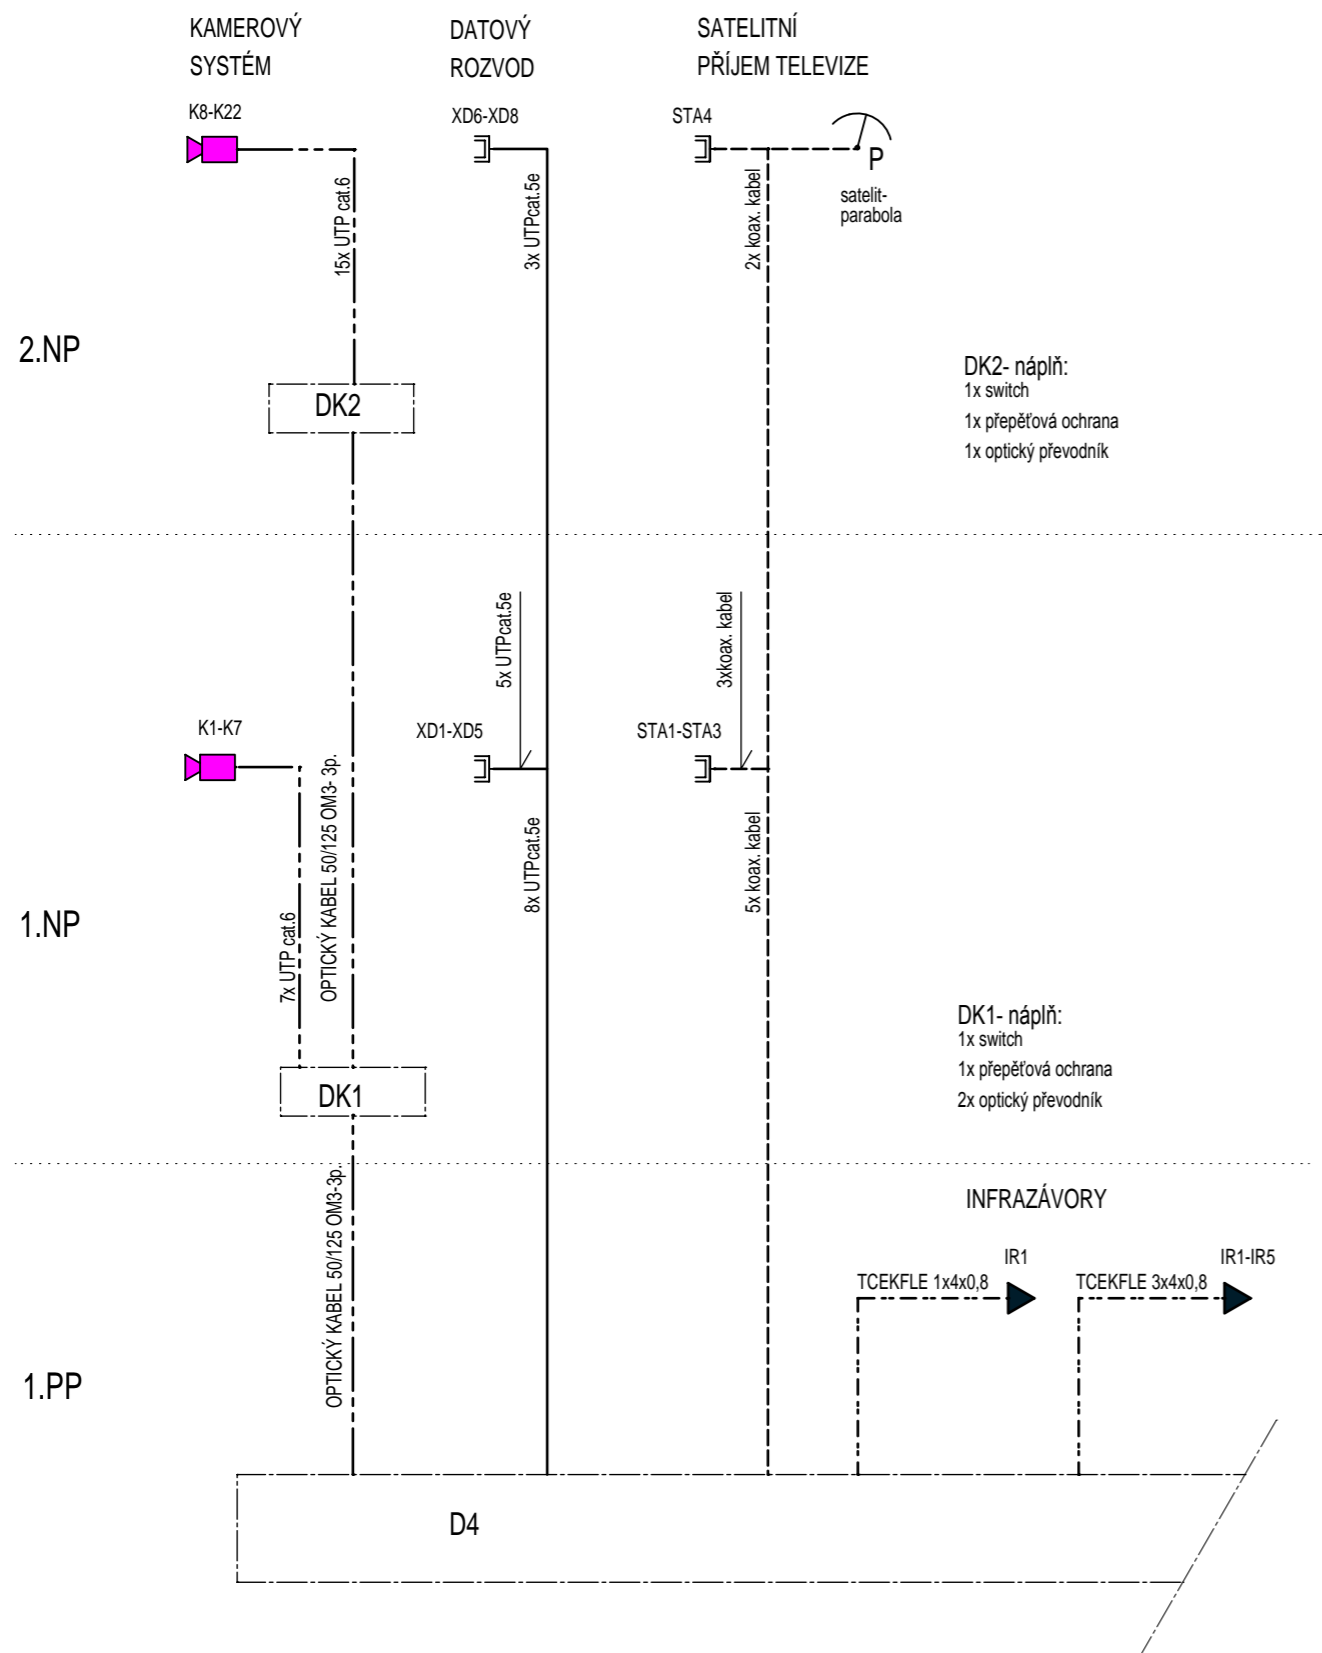 KAMEROVÝ
SYSTÉM
DATOVÝ
ROZVOD
SATELITNÍ
PŘÍJEM TELEVIZE
K8-K22
XD6-XD8
STA4
P
satelit-
parabola
15x UTP cat.6
3x UTPcat.5e
2x koax. kabel
2.NP
DK2
DK2- náplň:
1x switch
1x přepěťová ochrana
1x optický převodník
5x UTPcat.5e
3xkoax. kabel
K1-K7
XD1-XD5
STA1-STA3
OPTICKÝ KABEL 50/125 OM3- 3p.
8x UTPcat.5e
5x koax. kabel
1.NP
7x UTP cat.6
DK1
DK1- náplň:
1x switch
1x přepěťová ochrana
2x optický převodník
OPTICKÝ KABEL 50/125 OM3-3p.
INFRAZÁVORY
IR1
IR1-IR5
TCEKFLE 1x4x0,8
TCEKFLE 3x4x0,8
1.PP
D4